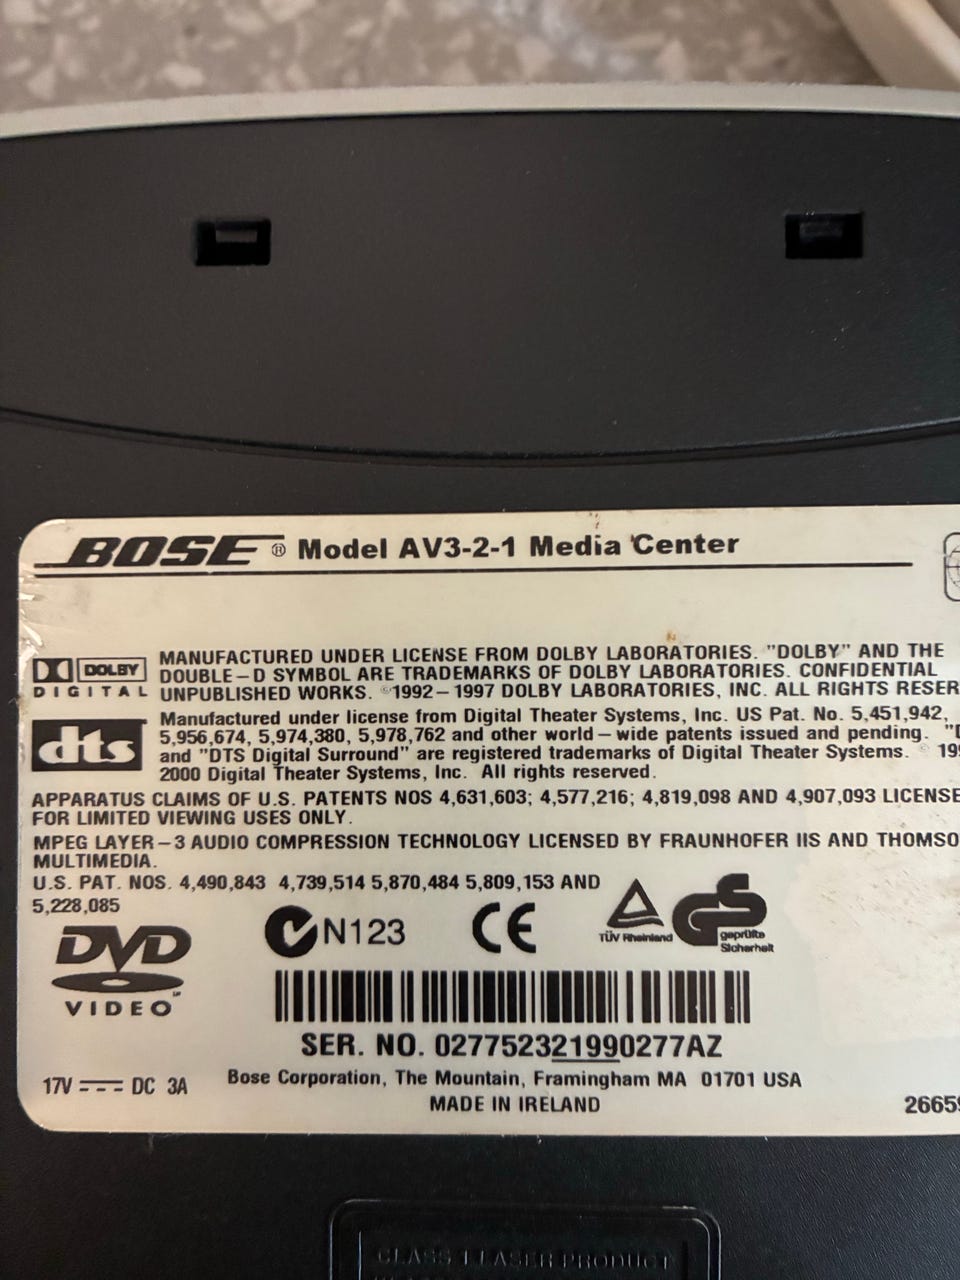 BOSE ® Model AV3-2-1 Media Center
DOLBY
DIGITAL
MANUFACTURED UNDER LICENSE FROM DOLBY LABORATORIES. "DOLBY" AND THE
DOUBLE-D SYMBOL ARE TRADEMARKS OF DOLBY LABORATORIES. CONFIDENTIAL
UNPUBLISHED WORKS. ©1992-1997 DOLBY LABORATORIES, INC. ALL RIGHTS RESER
dts
Manufactured under license from Digital Theater Systems, Inc. US Pat. No. 5,451,942,
5,956,674, 5,974,380, 5,978,762 and other world-wide patents issued and pending. "D
and "DTS Digital Surround" are registered trademarks of Digital Theater Systems. © 199
2000 Digital Theater Systems, Inc. All rights reserved.
APPARATUS CLAIMS OF U.S. PATENTS NOS 4,631,603; 4,577,216; 4,819,098 AND 4,907,093 LICENSE
FOR LIMITED VIEWING USES ONLY.
MPEG LAYER-3 AUDIO COMPRESSION TECHNOLOGY LICENSED BY FRAUNHOFER IIS AND THOMSO
MULTIMEDIA.
U.S. PAT. NOS. 4,490,843 4,739,514 5,870,484 5,809,153 AND
5,228,085
DVD
VIDEO
N123
CE
TÜV Rheinland
GS
geprüfte
Sicherheit
SER. NO. 027752321990277AZ
17V DC 3A
Bose Corporation, The Mountain, Framingham MA 01701 USA
MADE IN IRELAND
26659
CLASS 1 LASER PRODUCT